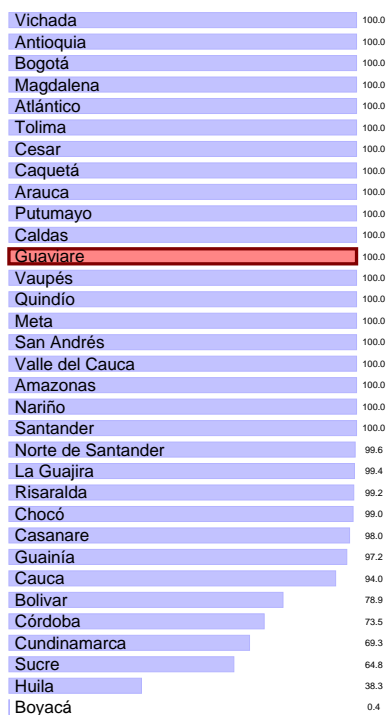 Vichada 100.0
Antioquia 100.0
Bogotá 100.0
Magdalena 100.0
Atlántico 100.0
Tolima 100.0
Cesar 100.0
Caquetá 100.0
Arauca 100.0
Putumayo 100.0
Caldas 100.0
Guaviare 100.0
Vaupés 100.0
Quindío 100.0
Meta 100.0
San Andrés 100.0
Valle del Cauca 100.0
Amazonas 100.0
Nariño 100.0
Santander 100.0
Norte de Santander 99.6
La Guajira 99.4
Risaralda 99.2
Chocó 99.0
Casanare 98.0
Guainía 97.2
Cauca 94.0
Bolivar 78.9
Córdoba 73.5
Cundinamarca 69.3
Sucre 64.8
Huila 38.3
Boyacá 0.4